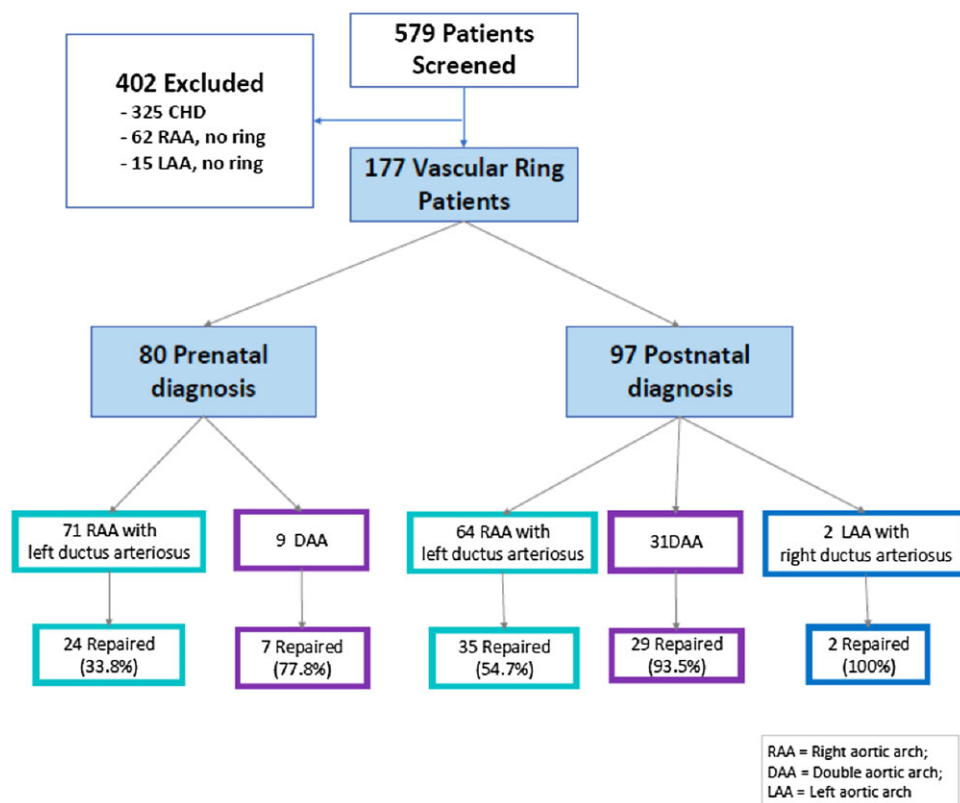 579 Patients
Screened
402 Excluded
- 325 CHD
- 62 RAA, no ring
- 15 LAA, no ring
177 Vascular Ring
Patients
80 Prenatal
diagnosis
97 Postnatal
diagnosis
71 RAA with
left ductus arteriosus
9 DAA
64 RAA with
left ductus arteriosus
31DAA
2 LAA with
right ductus arteriosus
24 Repaired
(33.8%)
7 Repaired
(77.8%)
35 Repaired
(54.7%)
29 Repaired
(93.5%)
2 Repaired
(100%)
RAA = Right aortic arch;
DAA = Double aortic arch;
LAA = Left aortic arch